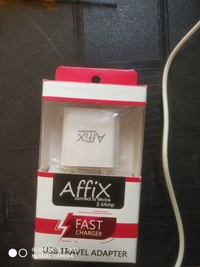 AffiX
AffiX
connect to device
2.4Amp
FAST
CHARGER
USB TRAVEL ADAPTER